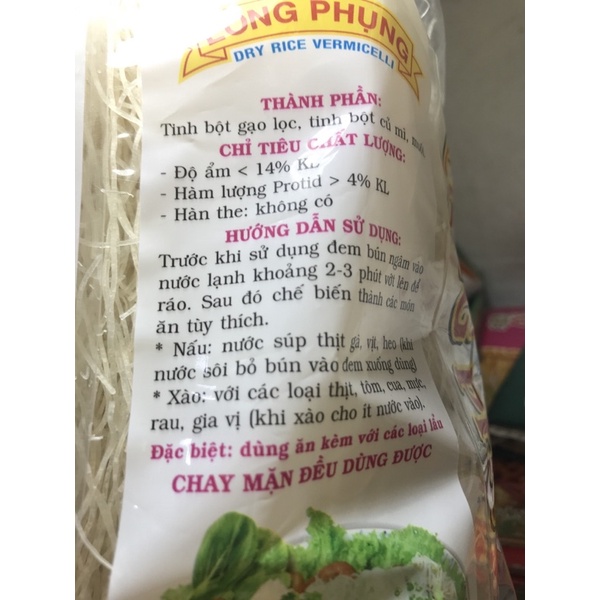 LONG PHỤNG
DRY RICE VERMICELLI
THÀNH PHẦN:
Tinh bột gạo lọc, tinh bột củ mì, muối
CHỈ TIÊU CHẤT LƯỢNG:
- Độ ẩm < 14% KL
- Hàm lượng Protid > 4% KL
- Hàn the: không có
HƯỚNG DẪN SỬ DỤNG:
Trước khi sử dụng đem bún ngâm vào
nước lạnh khoảng 2-3 phút vớt lên để
ráo. Sau đó chế biến thành các món
ăn tùy thích.
* Nấu: nước súp thịt gà, vịt, heo (khi
nước sôi bỏ bún vào đem xuống dùng)
* Xào: với các loại thịt, tôm, cua, mực,
rau, gia vị (khi xào cho ít nước vào).
Đặc biệt: dùng ăn kèm với các loại lẩu
CHAY MẶN ĐỀU DÙNG ĐƯỢC